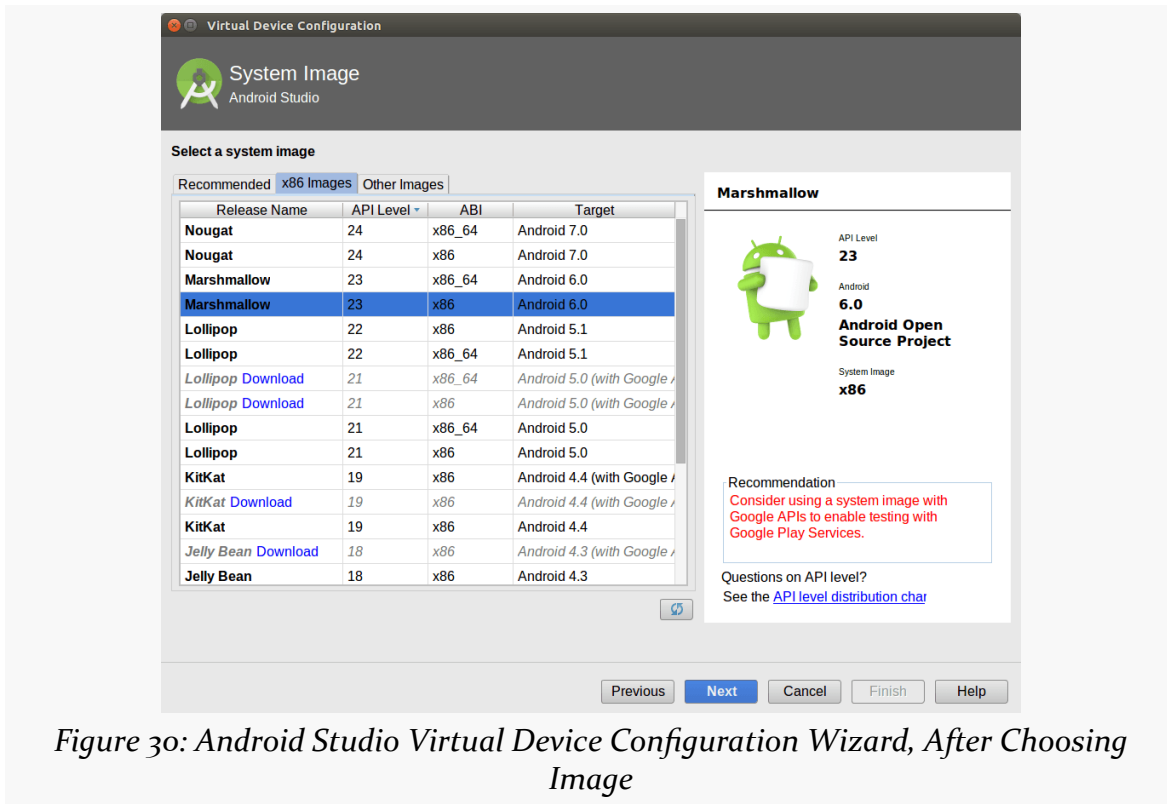 Virtual Device Configuration
System Image
Android Studio
Select a system image
Recommended x86 Images Other Images
Release Name API Level ABI Target
Nougat 24 x86_64 Android 7.0
Nougat 24 x86 Android 7.0
Marshmallow 23 x86_64 Android 6.0
Marshmallow 23 x86 Android 6.0
Lollipop 22 x86 Android 5.1
Lollipop 22 x86_64 Android 5.1
Lollipop Download 21 x86_64 Android 5.0 (with Google A
Lollipop Download 21 x86 Android 5.0 (with Google A
Lollipop 21 x86_64 Android 5.0
Lollipop 21 x86 Android 5.0
KitKat 19 x86 Android 4.4 (with Google A
KitKat Download 19 x86 Android 4.4 (with Google A
KitKat 19 x86 Android 4.4
Jelly Bean Download 18 x86 Android 4.3 (with Google A
Jelly Bean 18 x86 Android 4.3
Marshmallow
API Level
23
Android
6.0
Android Open
Source Project
System Image
x86
Recommendation
Consider using a system image with
Google APIs to enable testing with
Google Play Services.
Questions on API level?
See the API level distribution char
Previous Next Cancel Finish Help
Figure 30: Android Studio Virtual Device Configuration Wizard, After Choosing
Image